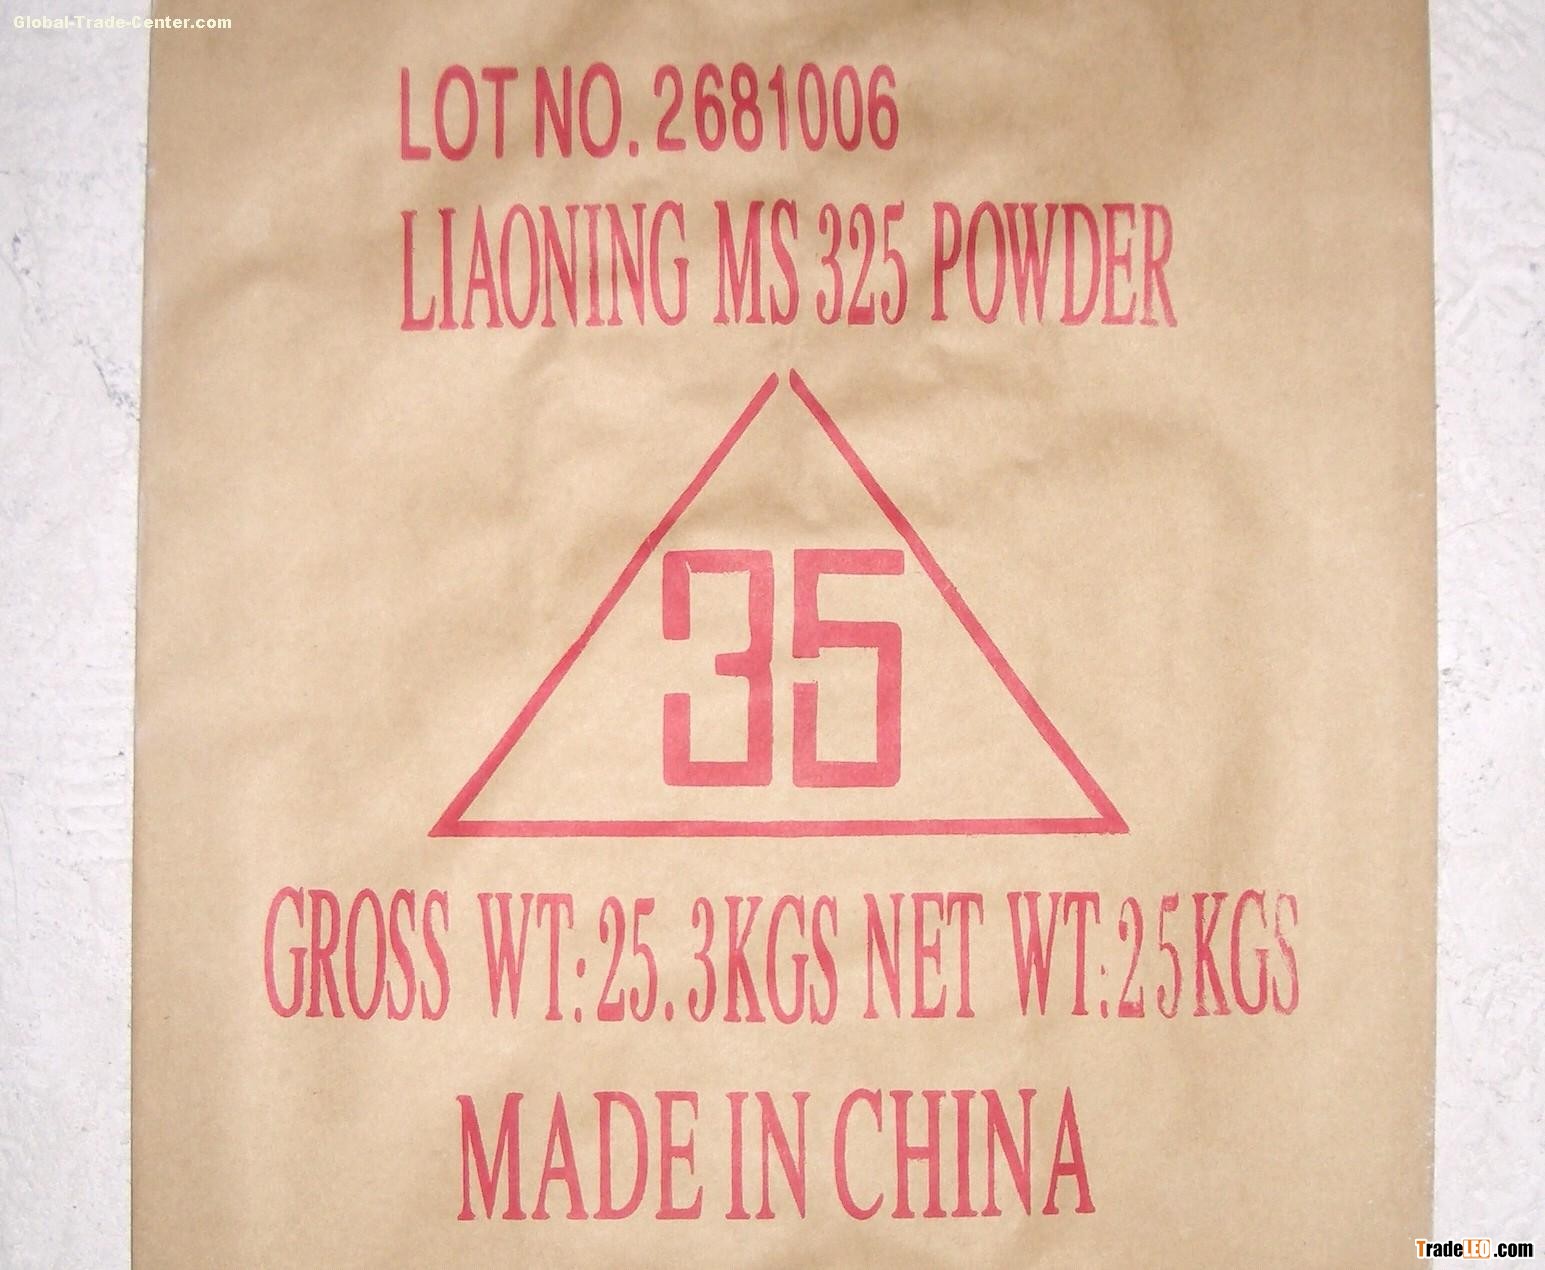 Global-Trade-Center.com
LOT NO. 2681006
LIAONING MS 325 POWDER
35
GROSS WT: 25.3KGS NET WT: 25KGS
MADE IN CHINA
TradeLEO.com